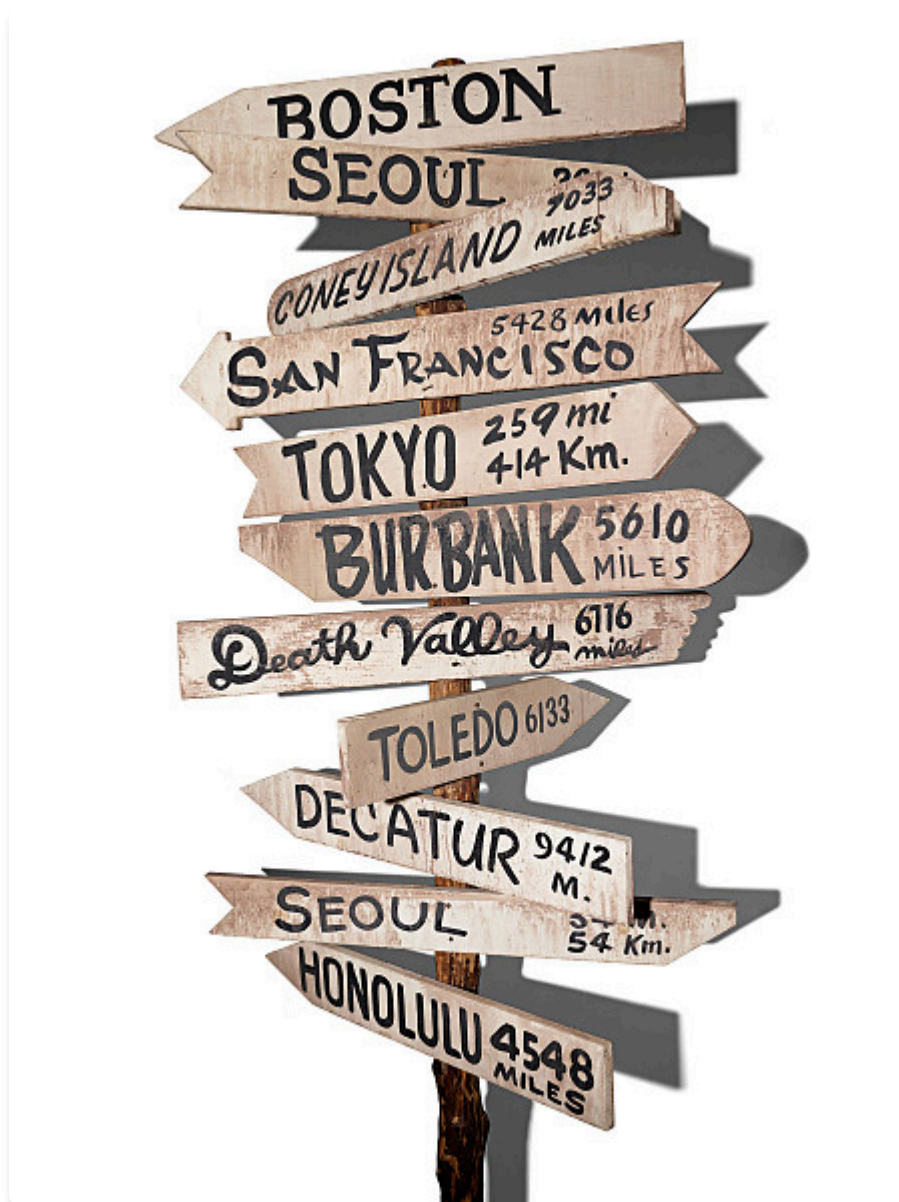 BOSTON
SEOUL
CONEY ISLAND 7033
MILES
5428 MILES
SAN FRANCISCO
TOKYO 259 mi
414 Km.
BURBANK 5610
MiLES
Death Valley 6116
miles
TOLEDO 6133
DECATUR 9412
M.
SEOUL
54 Km.
HONOLULU 4548
MILES